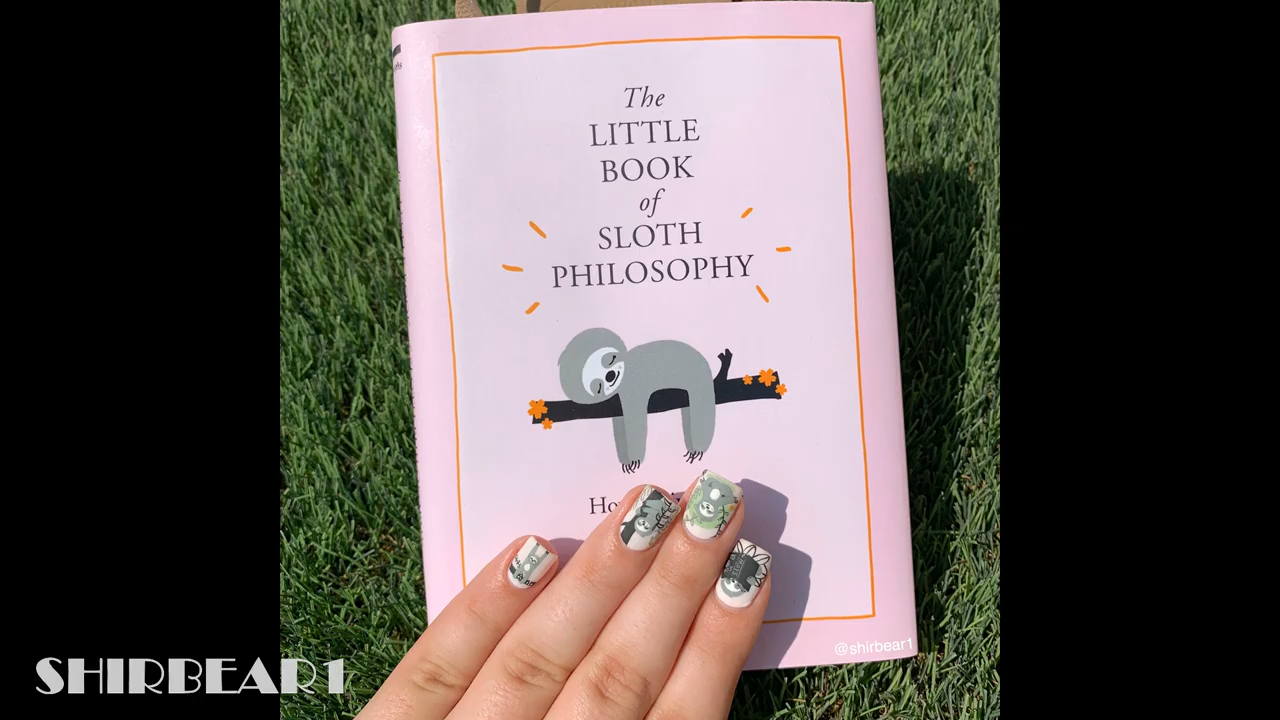 The
LITTLE
BOOK
of
SLOTH
PHILOSOPHY
@shirbear1
SHIRBEAR1